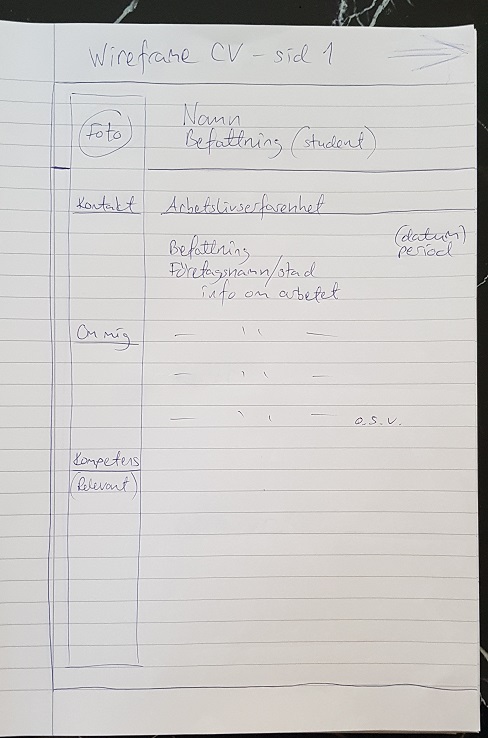 Wireframe CV - sid 1
Foto
Namn
Befattning (student)
Kontakt
Arbetslivserfarenhet
Befattning
(datum)
period
Företagsnamn/stad
info om arbetet
Om mig
— '' —
— '' —
— '' — o.s.v.
Kompetens
(Relevant)